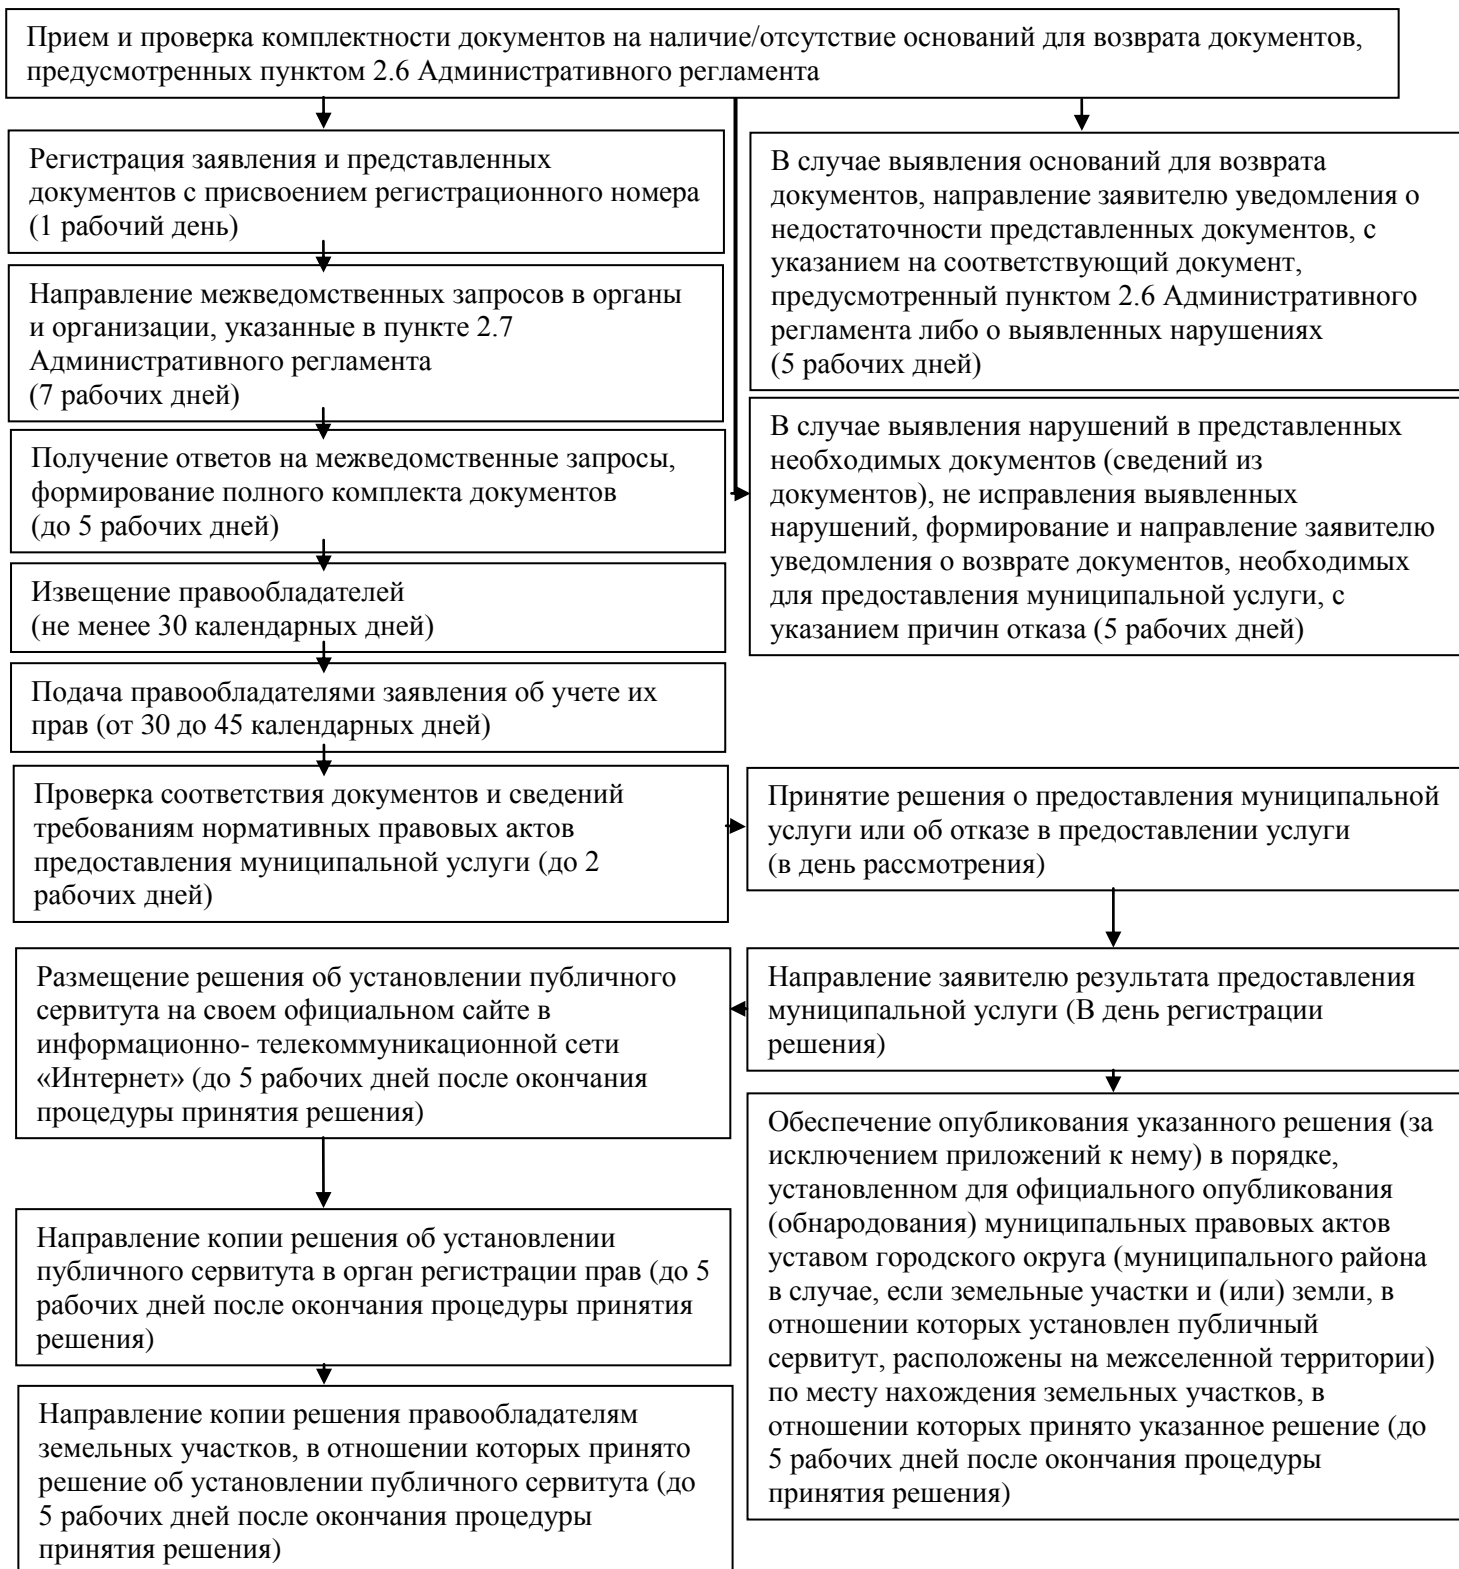 Прием и проверка комплектности документов на наличие/отсутствие оснований для возврата документов,
предусмотренных пунктом 2.6 Административного регламента
Регистрация заявления и представленных
документов с присвоением регистрационного номера
(1 рабочий день)
Направление межведомственных запросов в органы
и организации, указанные в пункте 2.7
Административного регламента
(7 рабочих дней)
Получение ответов на межведомственные запросы,
формирование полного комплекта документов
(до 5 рабочих дней)
Извещение правообладателей
(не менее 30 календарных дней)
Подача правообладателями заявления об учете их
прав (от 30 до 45 календарных дней)
Проверка соответствия документов и сведений
требованиям нормативных правовых актов
предоставления муниципальной услуги (до 2
рабочих дней)
В случае выявления оснований для возврата
документов, направление заявителю уведомления о
недостаточности представленных документов, с
указанием на соответствующий документ,
предусмотренный пунктом 2.6 Административного
регламента либо о выявленных нарушениях
(5 рабочих дней)
В случае выявления нарушений в представленных
необходимых документов (сведений из
документов), не исправления выявленных
нарушений, формирование и направление заявителю
уведомления о возврате документов, необходимых
для предоставления муниципальной услуги, с
указанием причин отказа (5 рабочих дней)
Принятие решения о предоставления муниципальной
услуги или об отказе в предоставлении услуги
(в день рассмотрения)
Направление заявителю результата предоставления
муниципальной услуги (В день регистрации
решения)
Размещение решения об установлении публичного
сервитута на своем официальном сайте в
информационно- телекоммуникационной сети
«Интернет» (до 5 рабочих дней после окончания
процедуры принятия решения)
Направление копии решения об установлении
публичного сервитута в орган регистрации прав (до 5
рабочих дней после окончания процедуры принятия
решения)
Направление копии решения правообладателям
земельных участков, в отношении которых принято
решение об установлении публичного сервитута (до
5 рабочих дней после окончания процедуры
принятия решения)
Обеспечение опубликования указанного решения (за
исключением приложений к нему) в порядке,
установленном для официального опубликования
(обнародования) муниципальных правовых актов
уставом городского округа (муниципального района
в случае, если земельные участки и (или) земли, в
отношении которых установлен публичный
сервитут, расположены на межселенной территории)
по месту нахождения земельных участков, в
отношении которых принято указанное решение (до
5 рабочих дней после окончания процедуры
принятия решения)